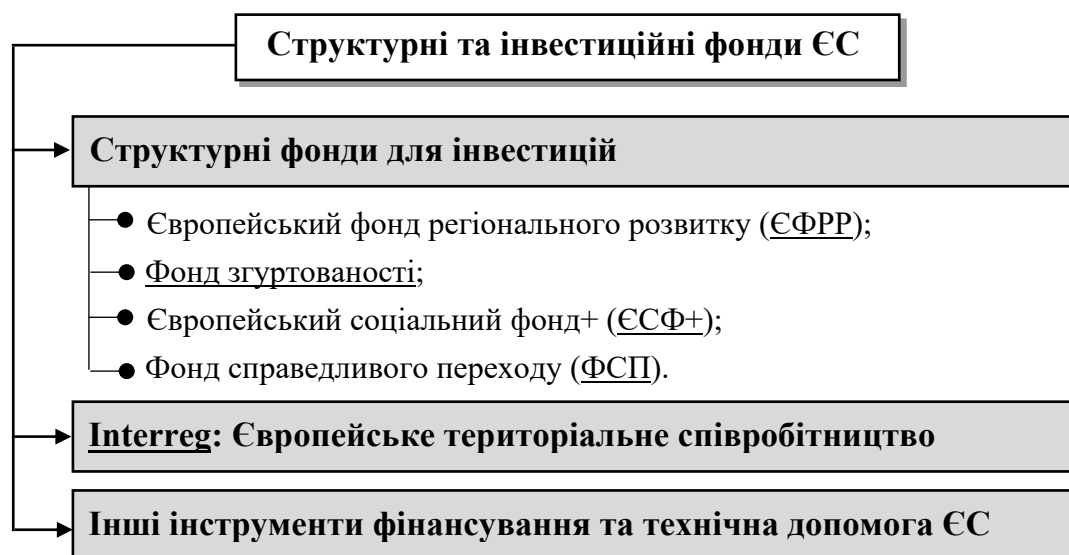 Структурні та інвестиційні фонди ЄС
Структурні фонди для інвестицій
Європейський фонд регіонального розвитку (ЄФРР);
Фонд згуртованості;
Європейський соціальний фонд+ (ЄСФ+);
Фонд справедливого переходу (ФСП).
Interreg: Європейське територіальне співробітництво
Інші інструменти фінансування та технічна допомога ЄС